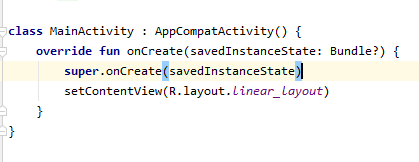 class MainActivity : AppCompatActivity() {
    override fun onCreate(savedInstanceState: Bundle?) {
        super.onCreate(savedInstanceState)
        setContentView(R.layout.linear_layout)
    }
}